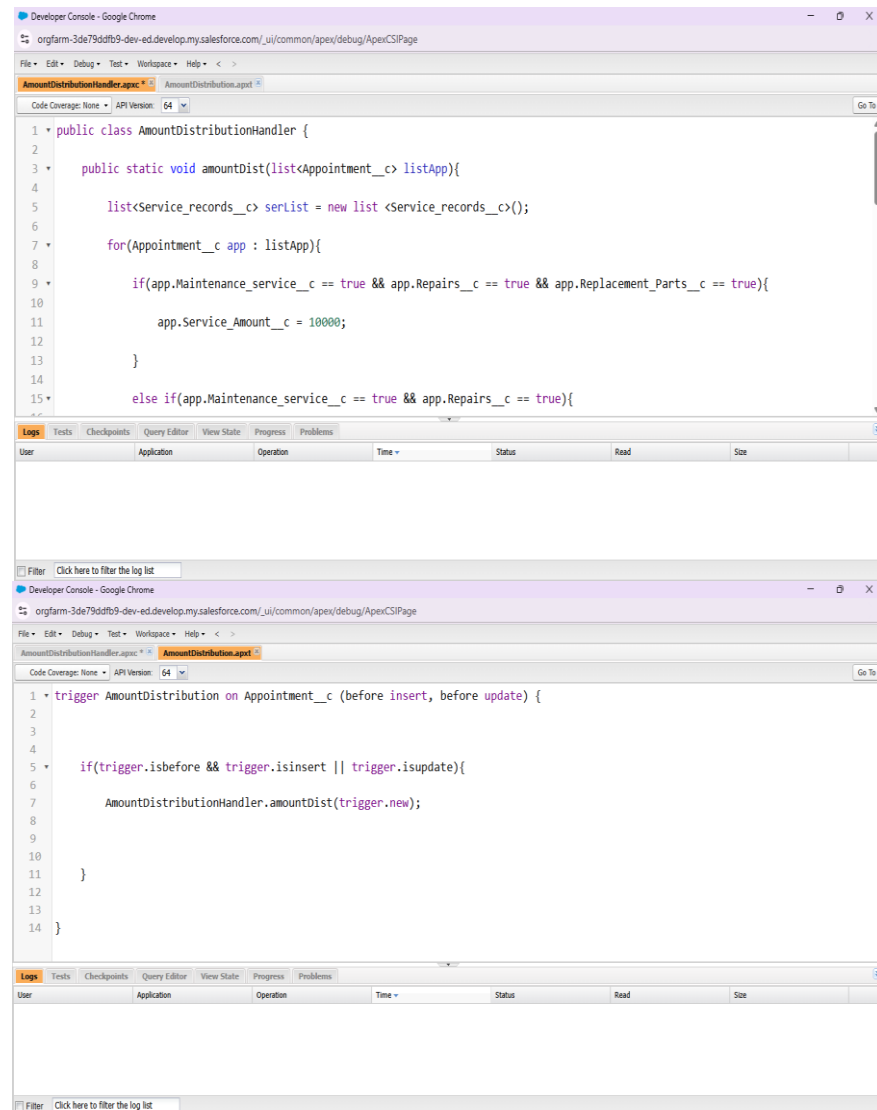 Developer Console - Google Chrome
orgfarm-3de79ddfb9-dev-ed.develop.my.salesforce.com/_ui/common/apex/debug/ApexCSIPage
File Edit Debug Test Workspace Help < >
AmountDistributionHandler.apxc * AmountDistribution.apxt
Code Coverage: None API Version: 64 Go To
1 public class AmountDistributionHandler {
2
3 public static void amountDist(list<Appointment__c> listApp){
4
5 list<Service_records__c> serList = new list <Service_records__c>();
6
7 for(Appointment__c app : listApp){
8
9 if(app.Maintenance_service__c == true && app.Repairs__c == true && app.Replacement_Parts__c == true){
10
11 app.Service_Amount__c = 10000;
12
13 }
14
15 else if(app.Maintenance_service__c == true && app.Repairs__c == true){
Logs Tests Checkpoints Query Editor View State Progress Problems
User Application Operation Time Status Read Size
Filter Click here to filter the log list
Developer Console - Google Chrome
orgfarm-3de79ddfb9-dev-ed.develop.my.salesforce.com/_ui/common/apex/debug/ApexCSIPage
File Edit Debug Test Workspace Help < >
AmountDistributionHandler.apxc * AmountDistribution.apxt
Code Coverage: None API Version: 64 Go To
1 trigger AmountDistribution on Appointment__c (before insert, before update) {
2
3
4
5 if(trigger.isbefore && trigger.isinsert || trigger.isupdate){
6
7 AmountDistributionHandler.amountDist(trigger.new);
8
9
10
11 }
12
13
14 }
Logs Tests Checkpoints Query Editor View State Progress Problems
User Application Operation Time Status Read Size
Filter Click here to filter the log list